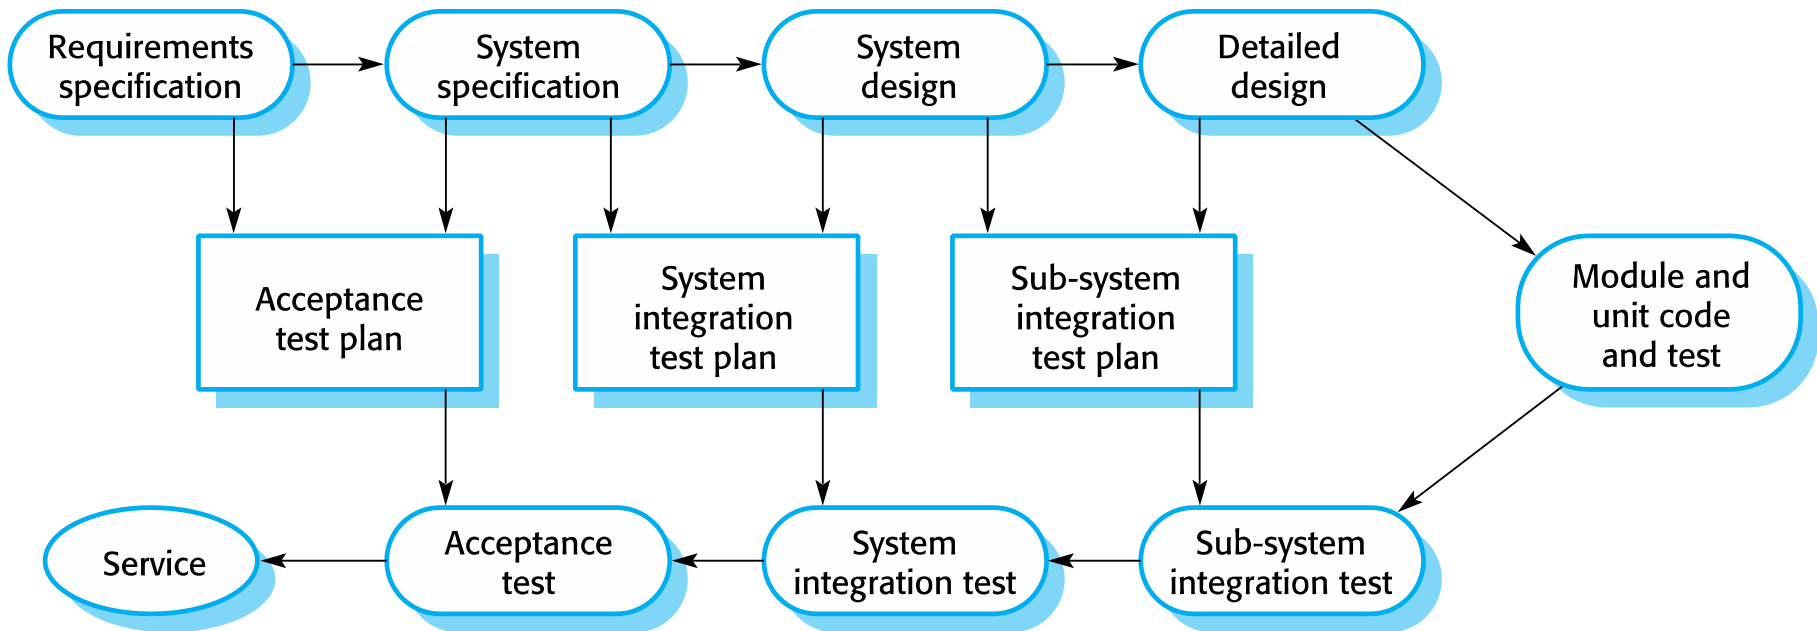 Requirements
specification
System
specification
System
design
Detailed
design
Acceptance
test plan
System
integration
test plan
Sub-system
integration
test plan
Module and
unit code
and test
Service
Acceptance
test
System
integration test
Sub-system
integration test